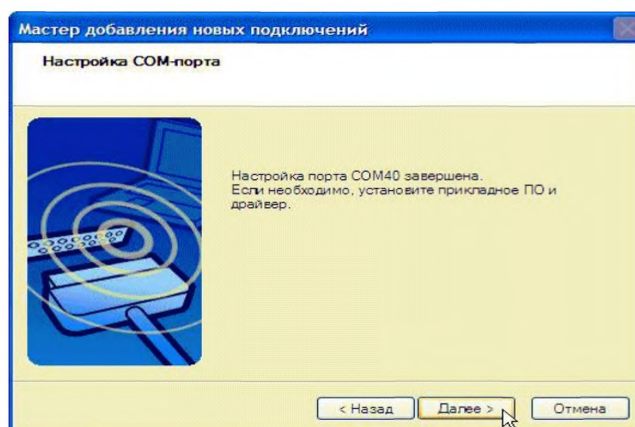 Мастер добавления новых подключений
Настройка COM-порта
Настройка порта COM40 завершена.
Если необходимо, установите прикладное ПО и
драйвер.
< Назад
Далее >
Отмена